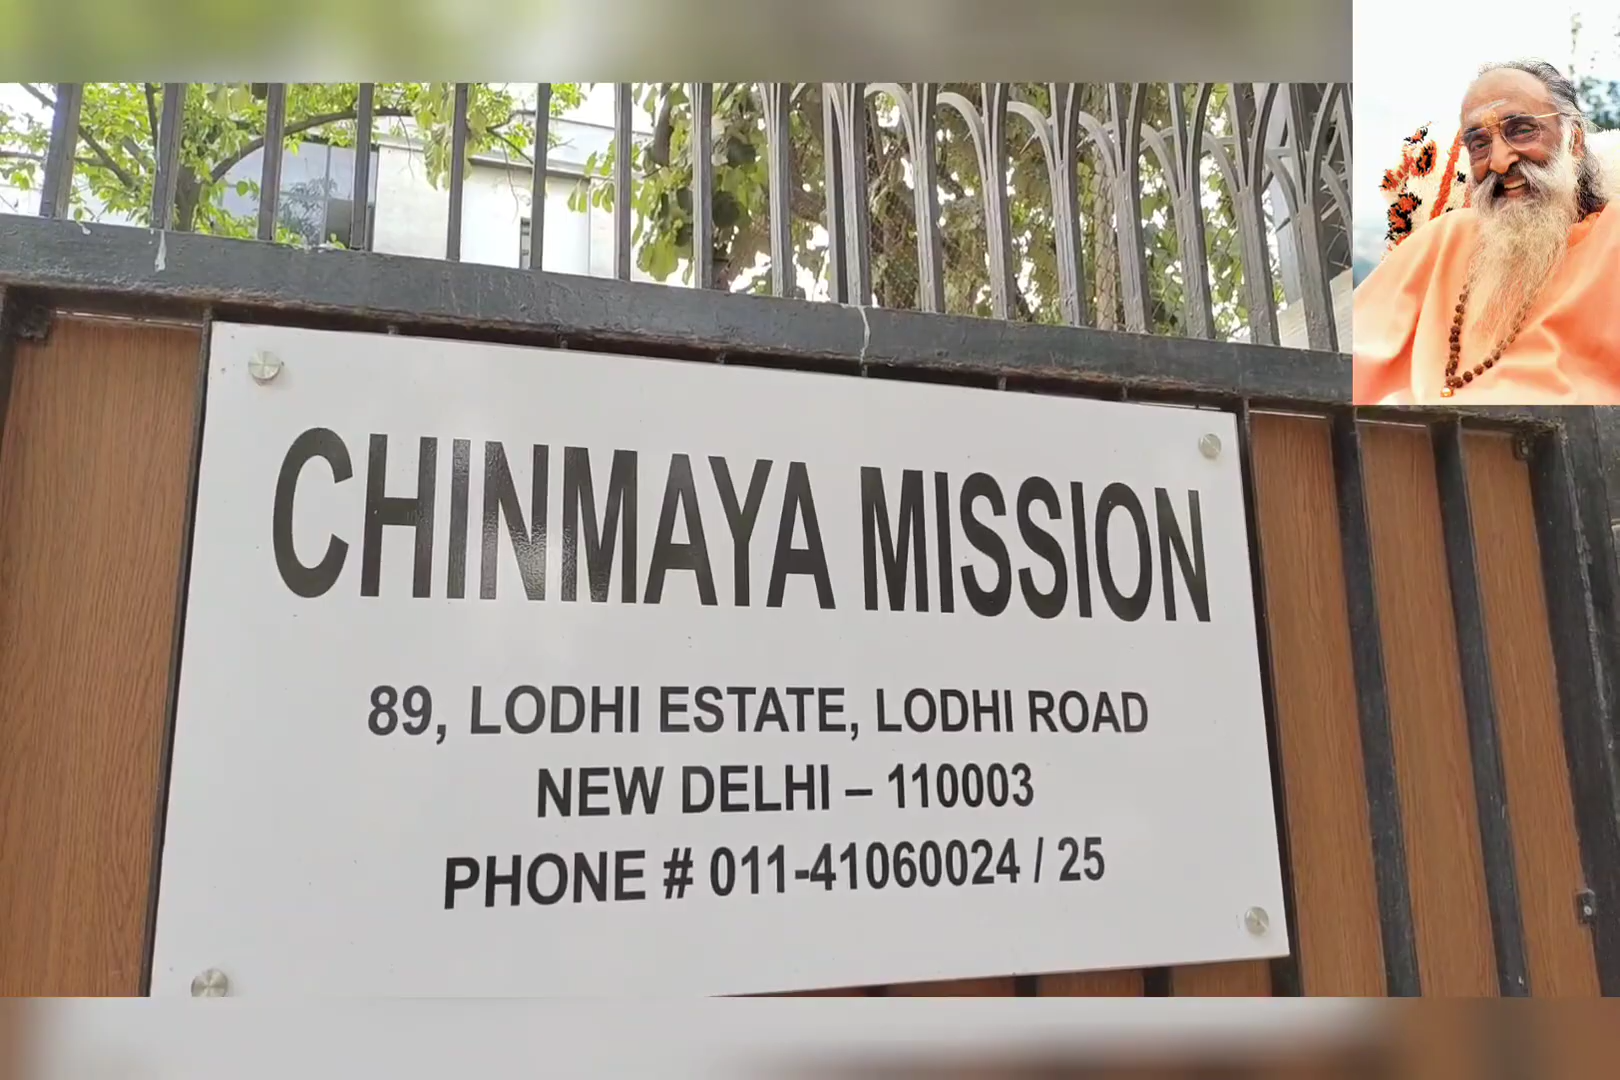 CHINMAYA MISSION
89, LODHI ESTATE, LODHI ROAD
NEW DELHI – 110003
PHONE # 011-41060024 / 25